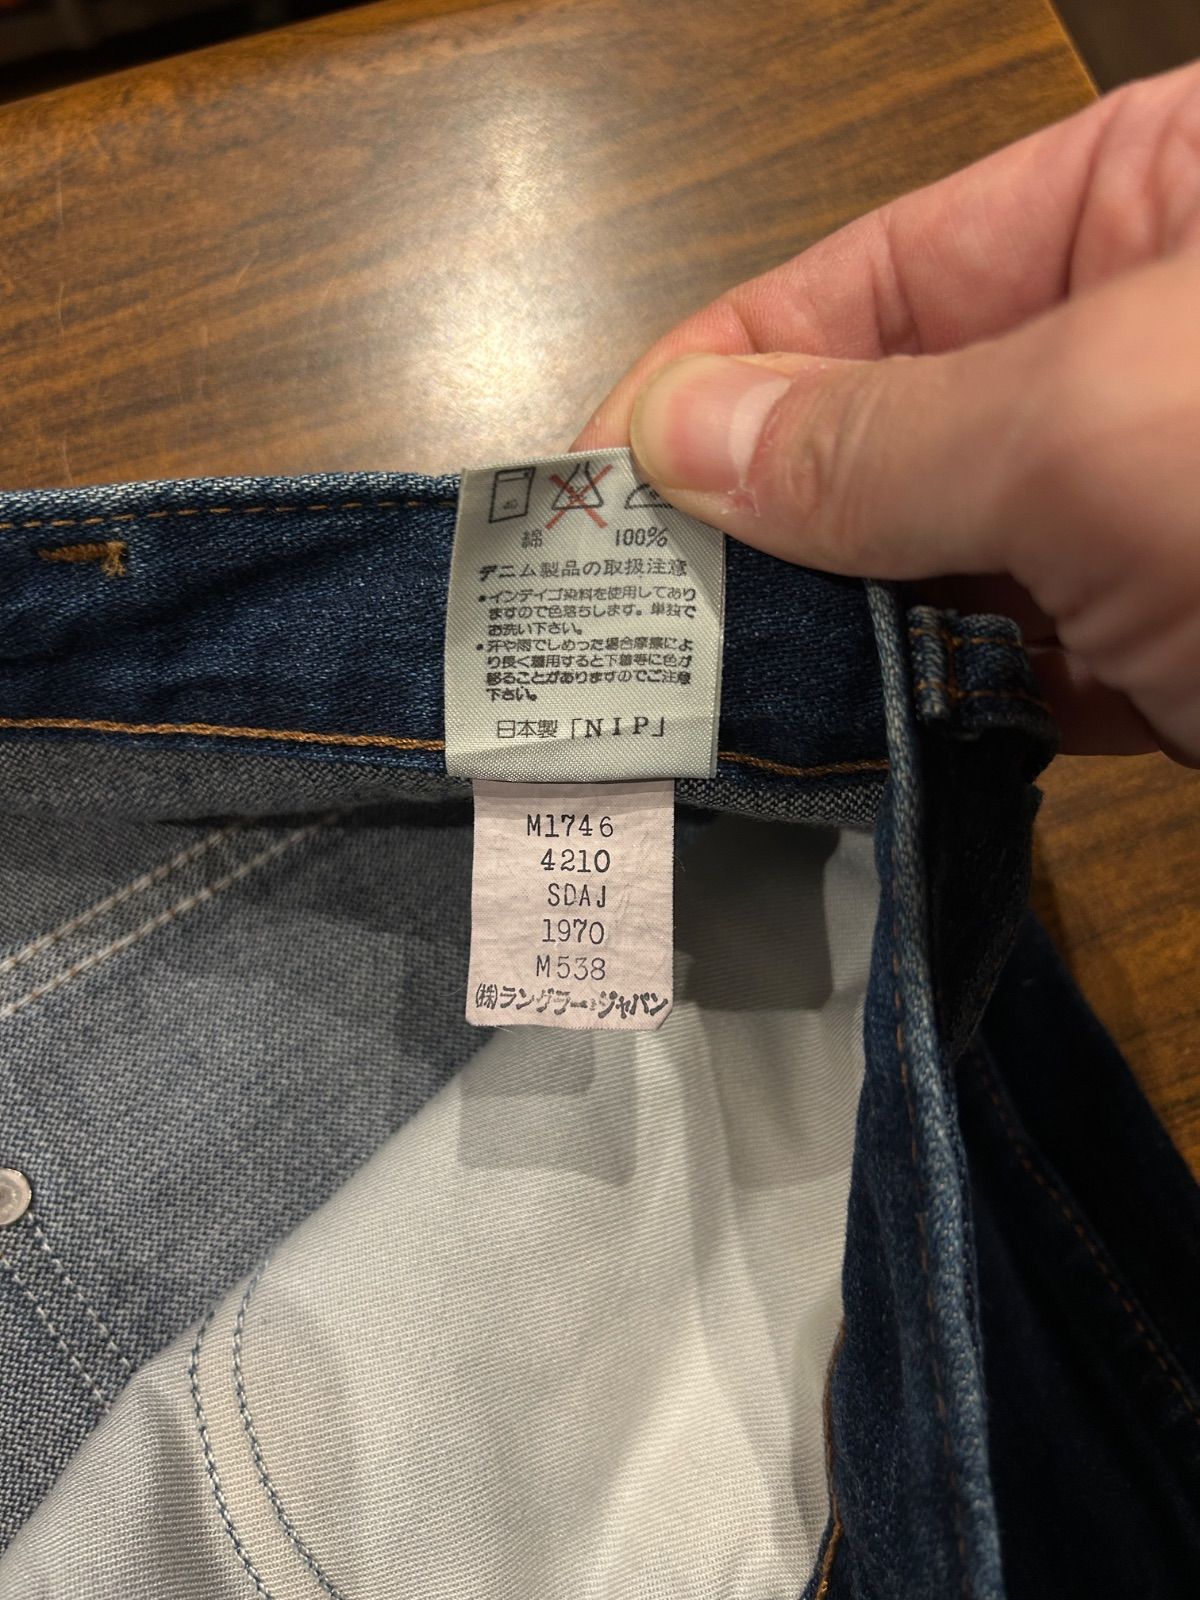 40
綿 100%
デニム製品の取扱注意
•インディゴ染料を使用してあり
ますので色落ちします。単独で
お洗い下さい。
•汗や雨でしめった場合摩擦によ
り長く着用すると下着等に色が
移ることがありますのでご注意
下さい。
日本製「NIP」
M1746
4210
SDAJ
1970
M538
(株)ラングラー・ジャパン